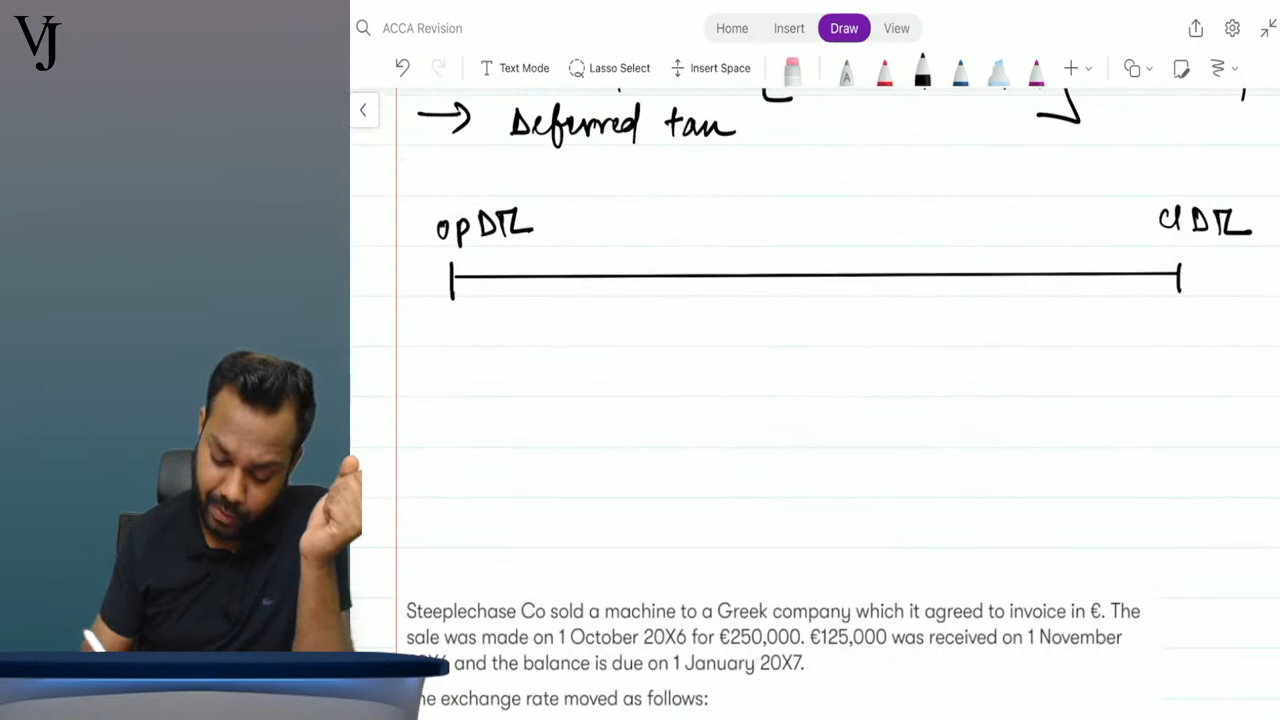 VJ
ACCA Revision
Home Insert Draw View
Text Mode Lasso Select Insert Space
→ Deferred tax
op DTL
cl DTL
Steeplechase Co sold a machine to a Greek company which it agreed to invoice in €. The
sale was made on 1 October 20X6 for €250,000. €125,000 was received on 1 November
and the balance is due on 1 January 20X7.
exchange rate moved as follows: